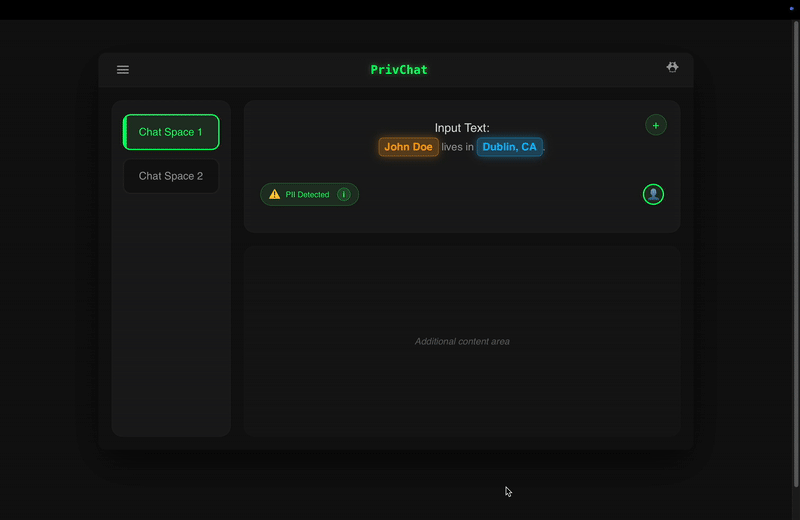 PrivChat
Chat Space 1
Chat Space 2
Input Text:
John Doe lives in Dublin, CA.
+
⚠️ PII Detected i
Additional content area